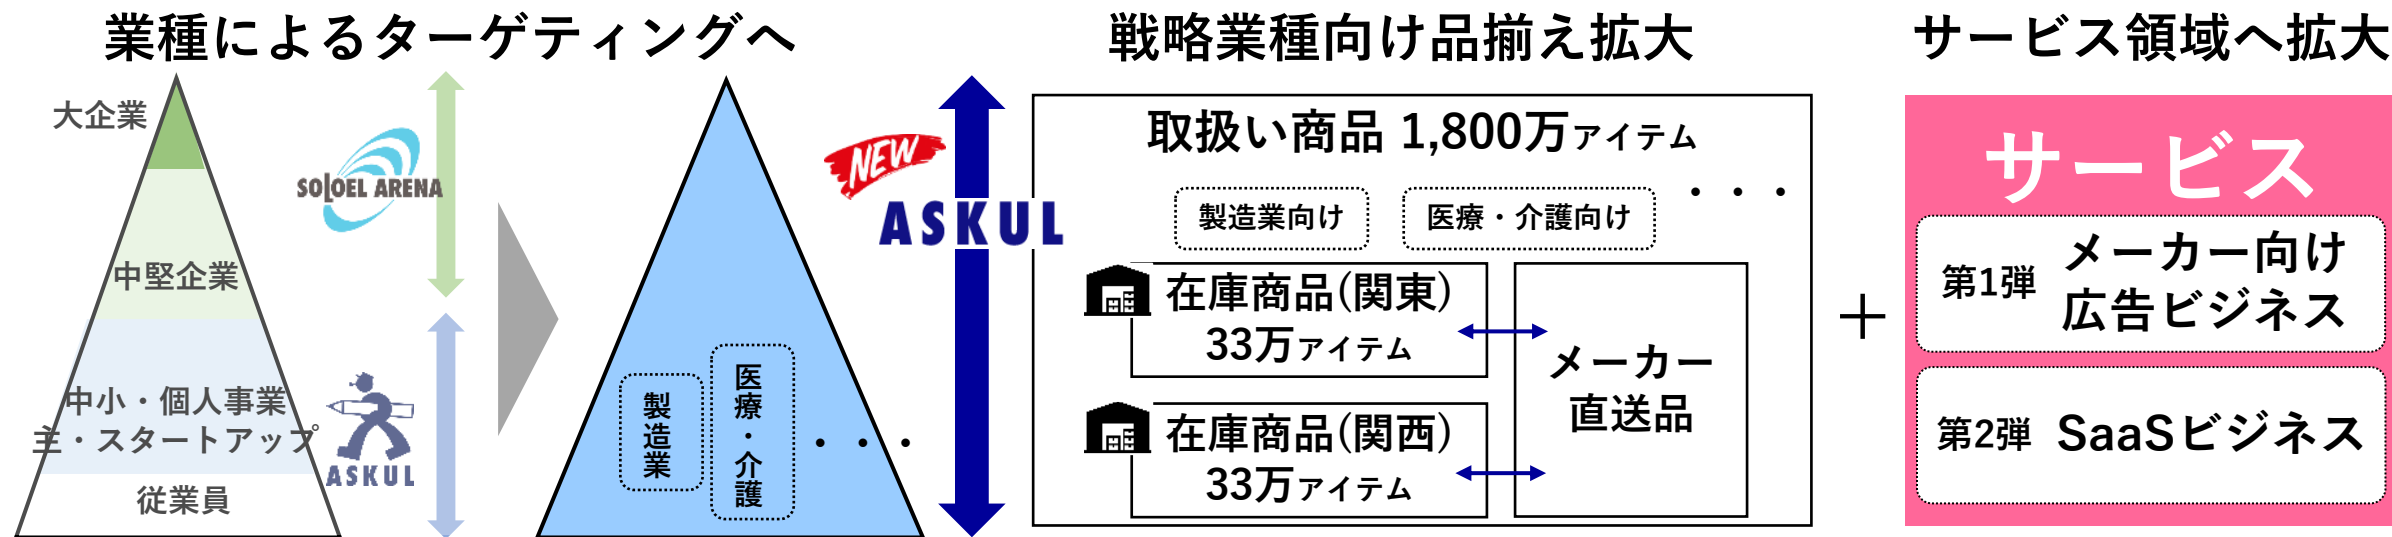 業種によるターゲティングへ
大企業
中堅企業
中小・個人事業
主・スタートアップ
従業員
SOLOEL ARENA
ASKUL
製造業
医療・介護
・・・
NEW
ASKUL
戦略業種向け品揃え拡大
取扱い商品 1,800万アイテム
製造業向け
医療・介護向け
・・・
在庫商品(関東)
33万アイテム
在庫商品(関西)
33万アイテム
メーカー
直送品
＋
サービス領域へ拡大
サービス
第1弾
メーカー向け
広告ビジネス
第2弾 SaaSビジネス